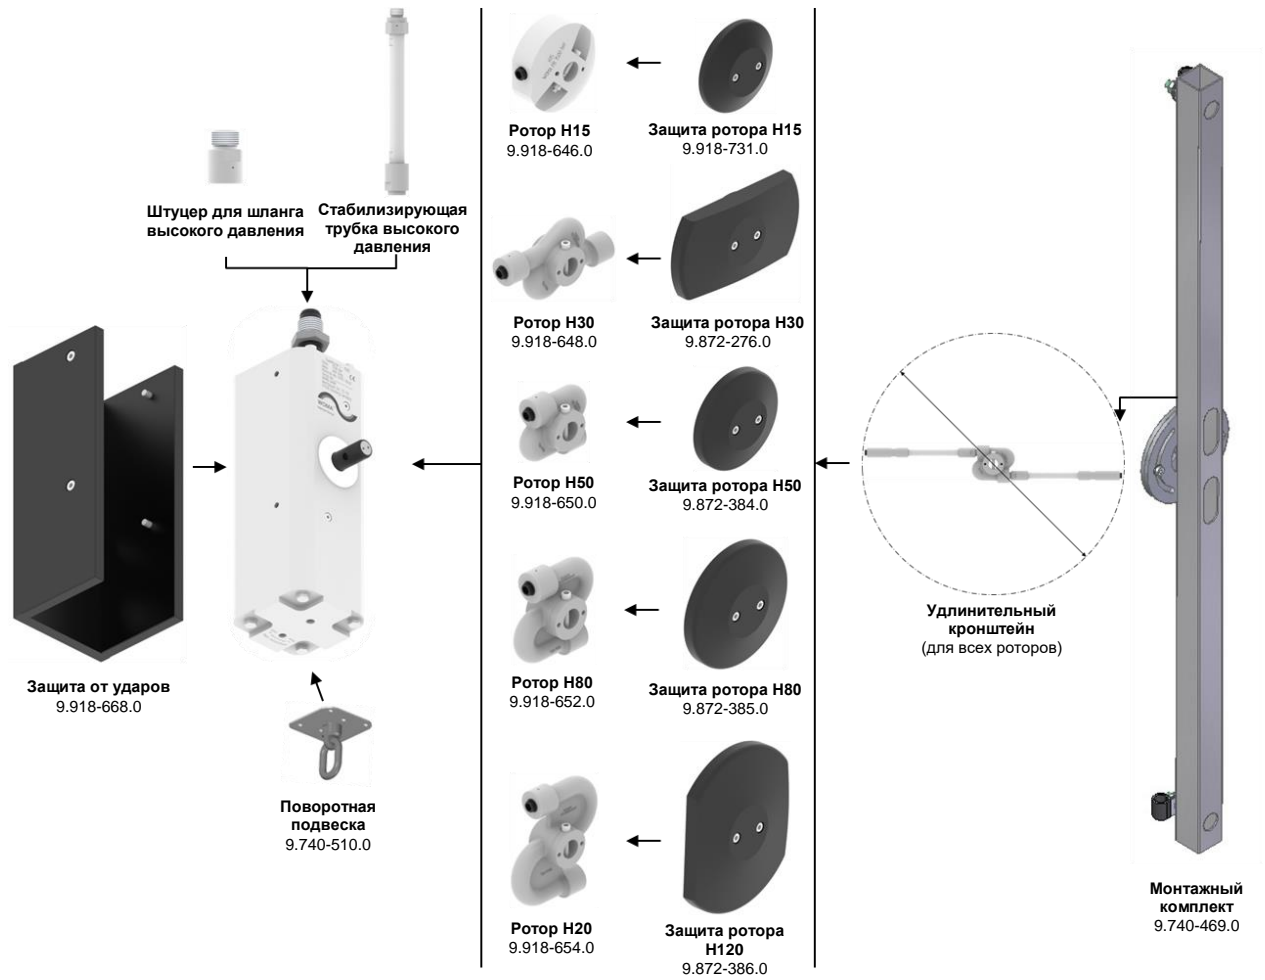 Штуцер для шланга
высокого давления
Стабилизирующая
трубка высокого
давления
Защита от ударов
9.918-668.0
WOMA
Поворотная
подвеска
9.740-510.0
Ротор H15
9.918-646.0
Защита ротора H15
9.918-731.0
Ротор H30
9.918-648.0
Защита ротора H30
9.872-276.0
Ротор H50
9.918-650.0
Защита ротора H50
9.872-384.0
Ротор H80
9.918-652.0
Защита ротора H80
9.872-385.0
Ротор H20
9.918-654.0
Защита ротора
H120
9.872-386.0
Удлинительный
кронштейн
(для всех роторов)
Монтажный
комплект
9.740-469.0